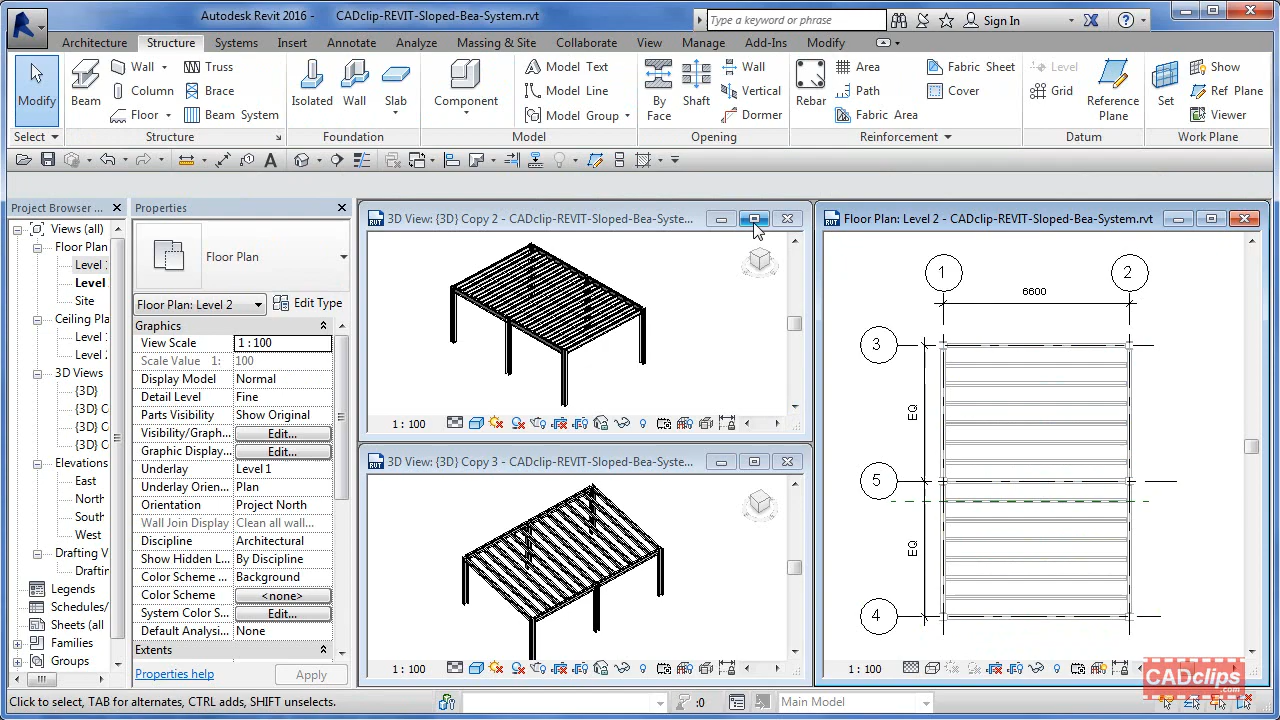 Autodesk Revit 2016 - CADclip-REVIT-Sloped-Bea-System.rvt
Type a keyword or phrase
Sign In
Architecture Structure Systems Insert Annotate Analyze Massing & Site Collaborate View Manage Add-Ins Modify
Modify
Select
Beam
Wall
Column
Floor
Truss
Brace
Beam System
Structure
Isolated
Wall
Slab
Foundation
Component
Model Text
Model Line
Model Group
Model
By
Face
Shaft
Wall
Vertical
Dormer
Opening
Rebar
Area
Path
Fabric Area
Fabric Sheet
Cover
Reinforcement
Level
Grid
Reference
Plane
Datum
Set
Show
Ref Plane
Viewer
Work Plane
Project Browser ...
Views (all)
Floor Plan
Level
Level
Site
Ceiling Pla
Level
Level
3D Views
{3D}
{3D} C
{3D} C
{3D} C
Elevations
East
North
South
West
Drafting V
Draftin
Legends
Schedules/
Sheets (all
Families
Groups
Properties
Floor Plan
Floor Plan: Level 2
Edit Type
Graphics
View Scale 1 : 100
Scale Value 1: 100
Display Model Normal
Detail Level Fine
Parts Visibility Show Original
Visibility/Graph... Edit...
Graphic Display... Edit...
Underlay Level 1
Underlay Orien... Plan
Orientation Project North
Wall Join Display Clean all wall...
Discipline Architectural
Show Hidden L... By Discipline
Color Scheme ... Background
Color Scheme <none>
System Color S... Edit...
Default Analysi... None
Extents
Properties help
Apply
3D View: {3D} Copy 2 - CADclip-REVIT-Sloped-Bea-Syste...
1 : 100
3D View: {3D} Copy 3 - CADclip-REVIT-Sloped-Bea-Syste...
1 : 100
Floor Plan: Level 2 - CADclip-REVIT-Sloped-Bea-System.rvt
1
2
6600
3
EQ
5
EQ
4
1 : 100
CADclips
.com
Click to select, TAB for alternates, CTRL adds, SHIFT unselects.
:0
Main Model